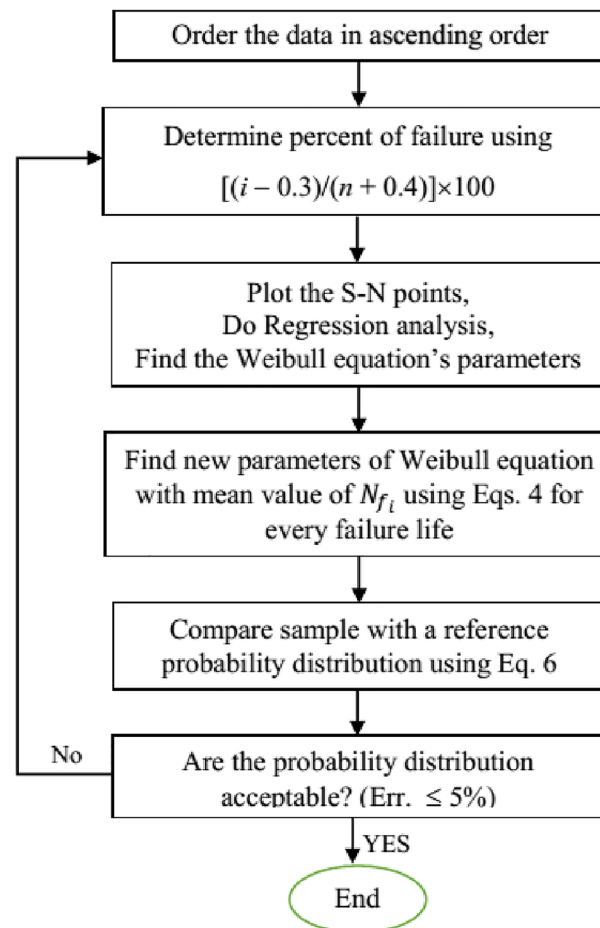 Order the data in ascending order
Determine percent of failure using
[(i − 0.3)/(n + 0.4)]×100
Plot the S-N points,
Do Regression analysis,
Find the Weibull equation's parameters
Find new parameters of Weibull equation
with mean value of N_{f_i} using Eqs. 4 for
every failure life
Compare sample with a reference
probability distribution using Eq. 6
No
Are the probability distribution
acceptable? (Err. ≤ 5%)
YES
End